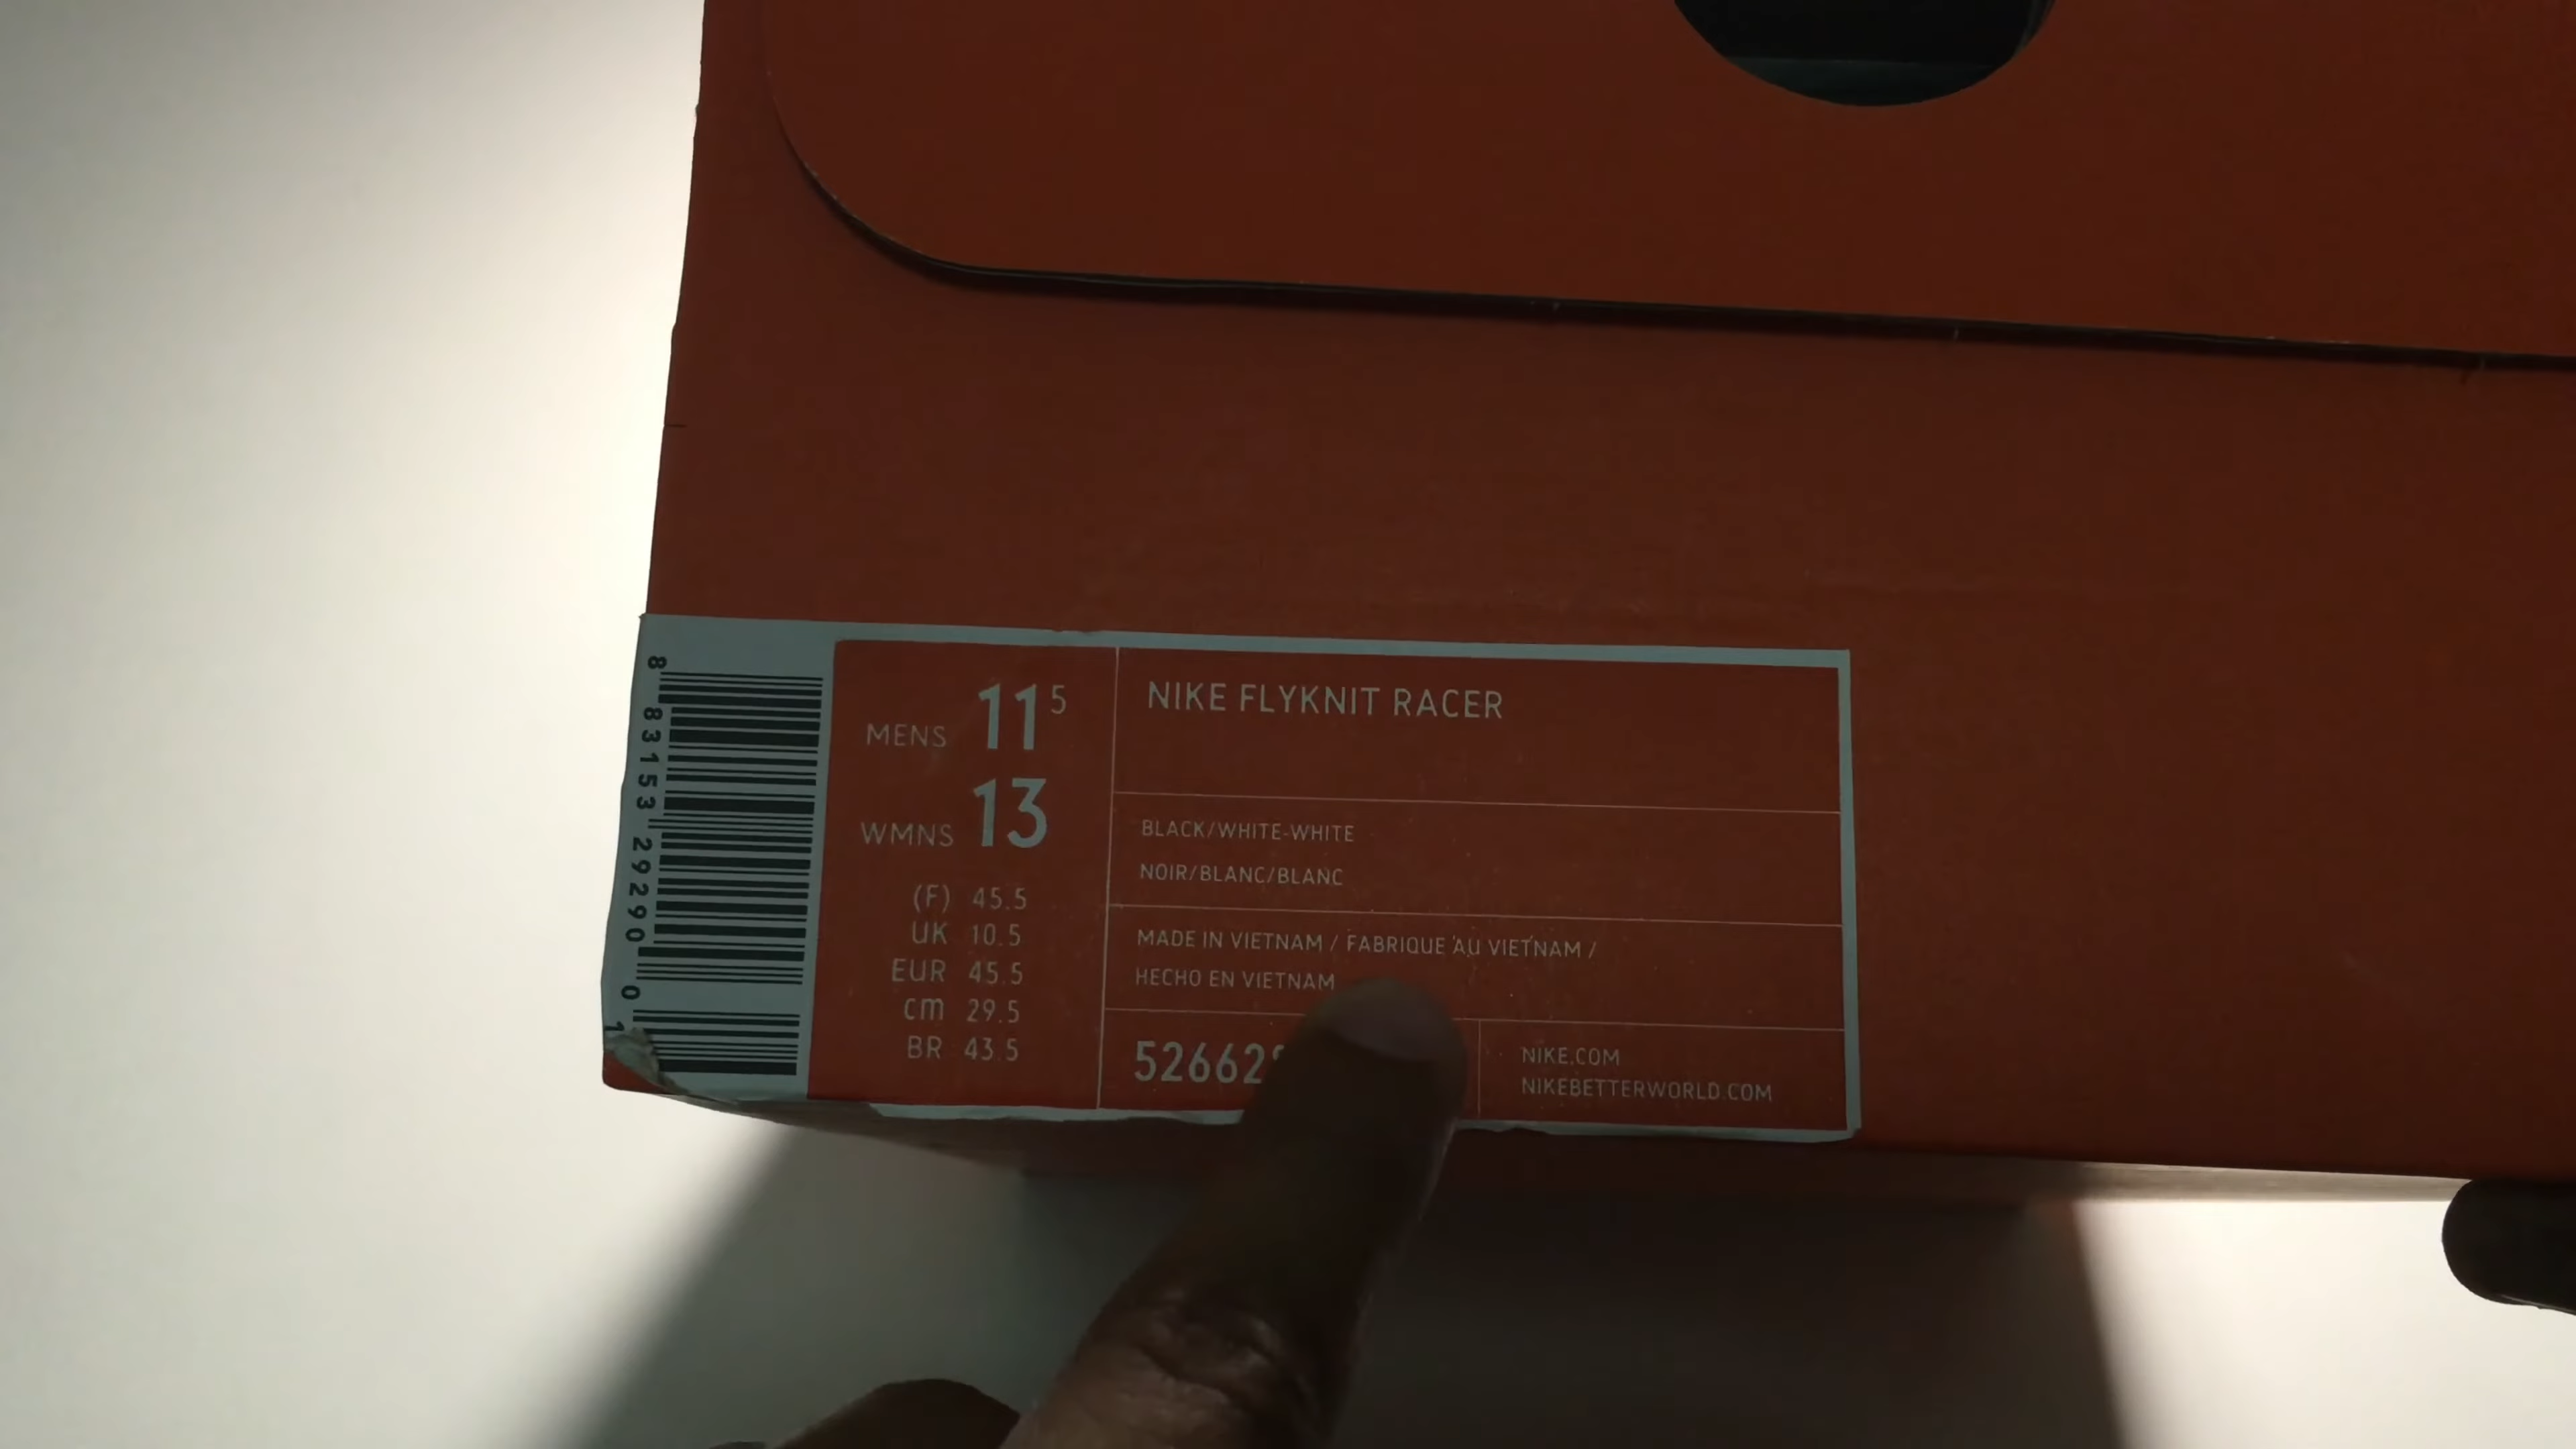 8 83153 29290 0
MENS 11 5
WMNS 13
(F) 45.5
UK 10.5
EUR 45.5
cm 29.5
BR 43.5
NIKE FLYKNIT RACER
BLACK/WHITE-WHITE
NOIR/BLANC/BLANC
MADE IN VIETNAM / FABRIQUE AU VIETNAM /
HECHO EN VIETNAM
NIKE.COM
NIKEBETTERWORLD.COM